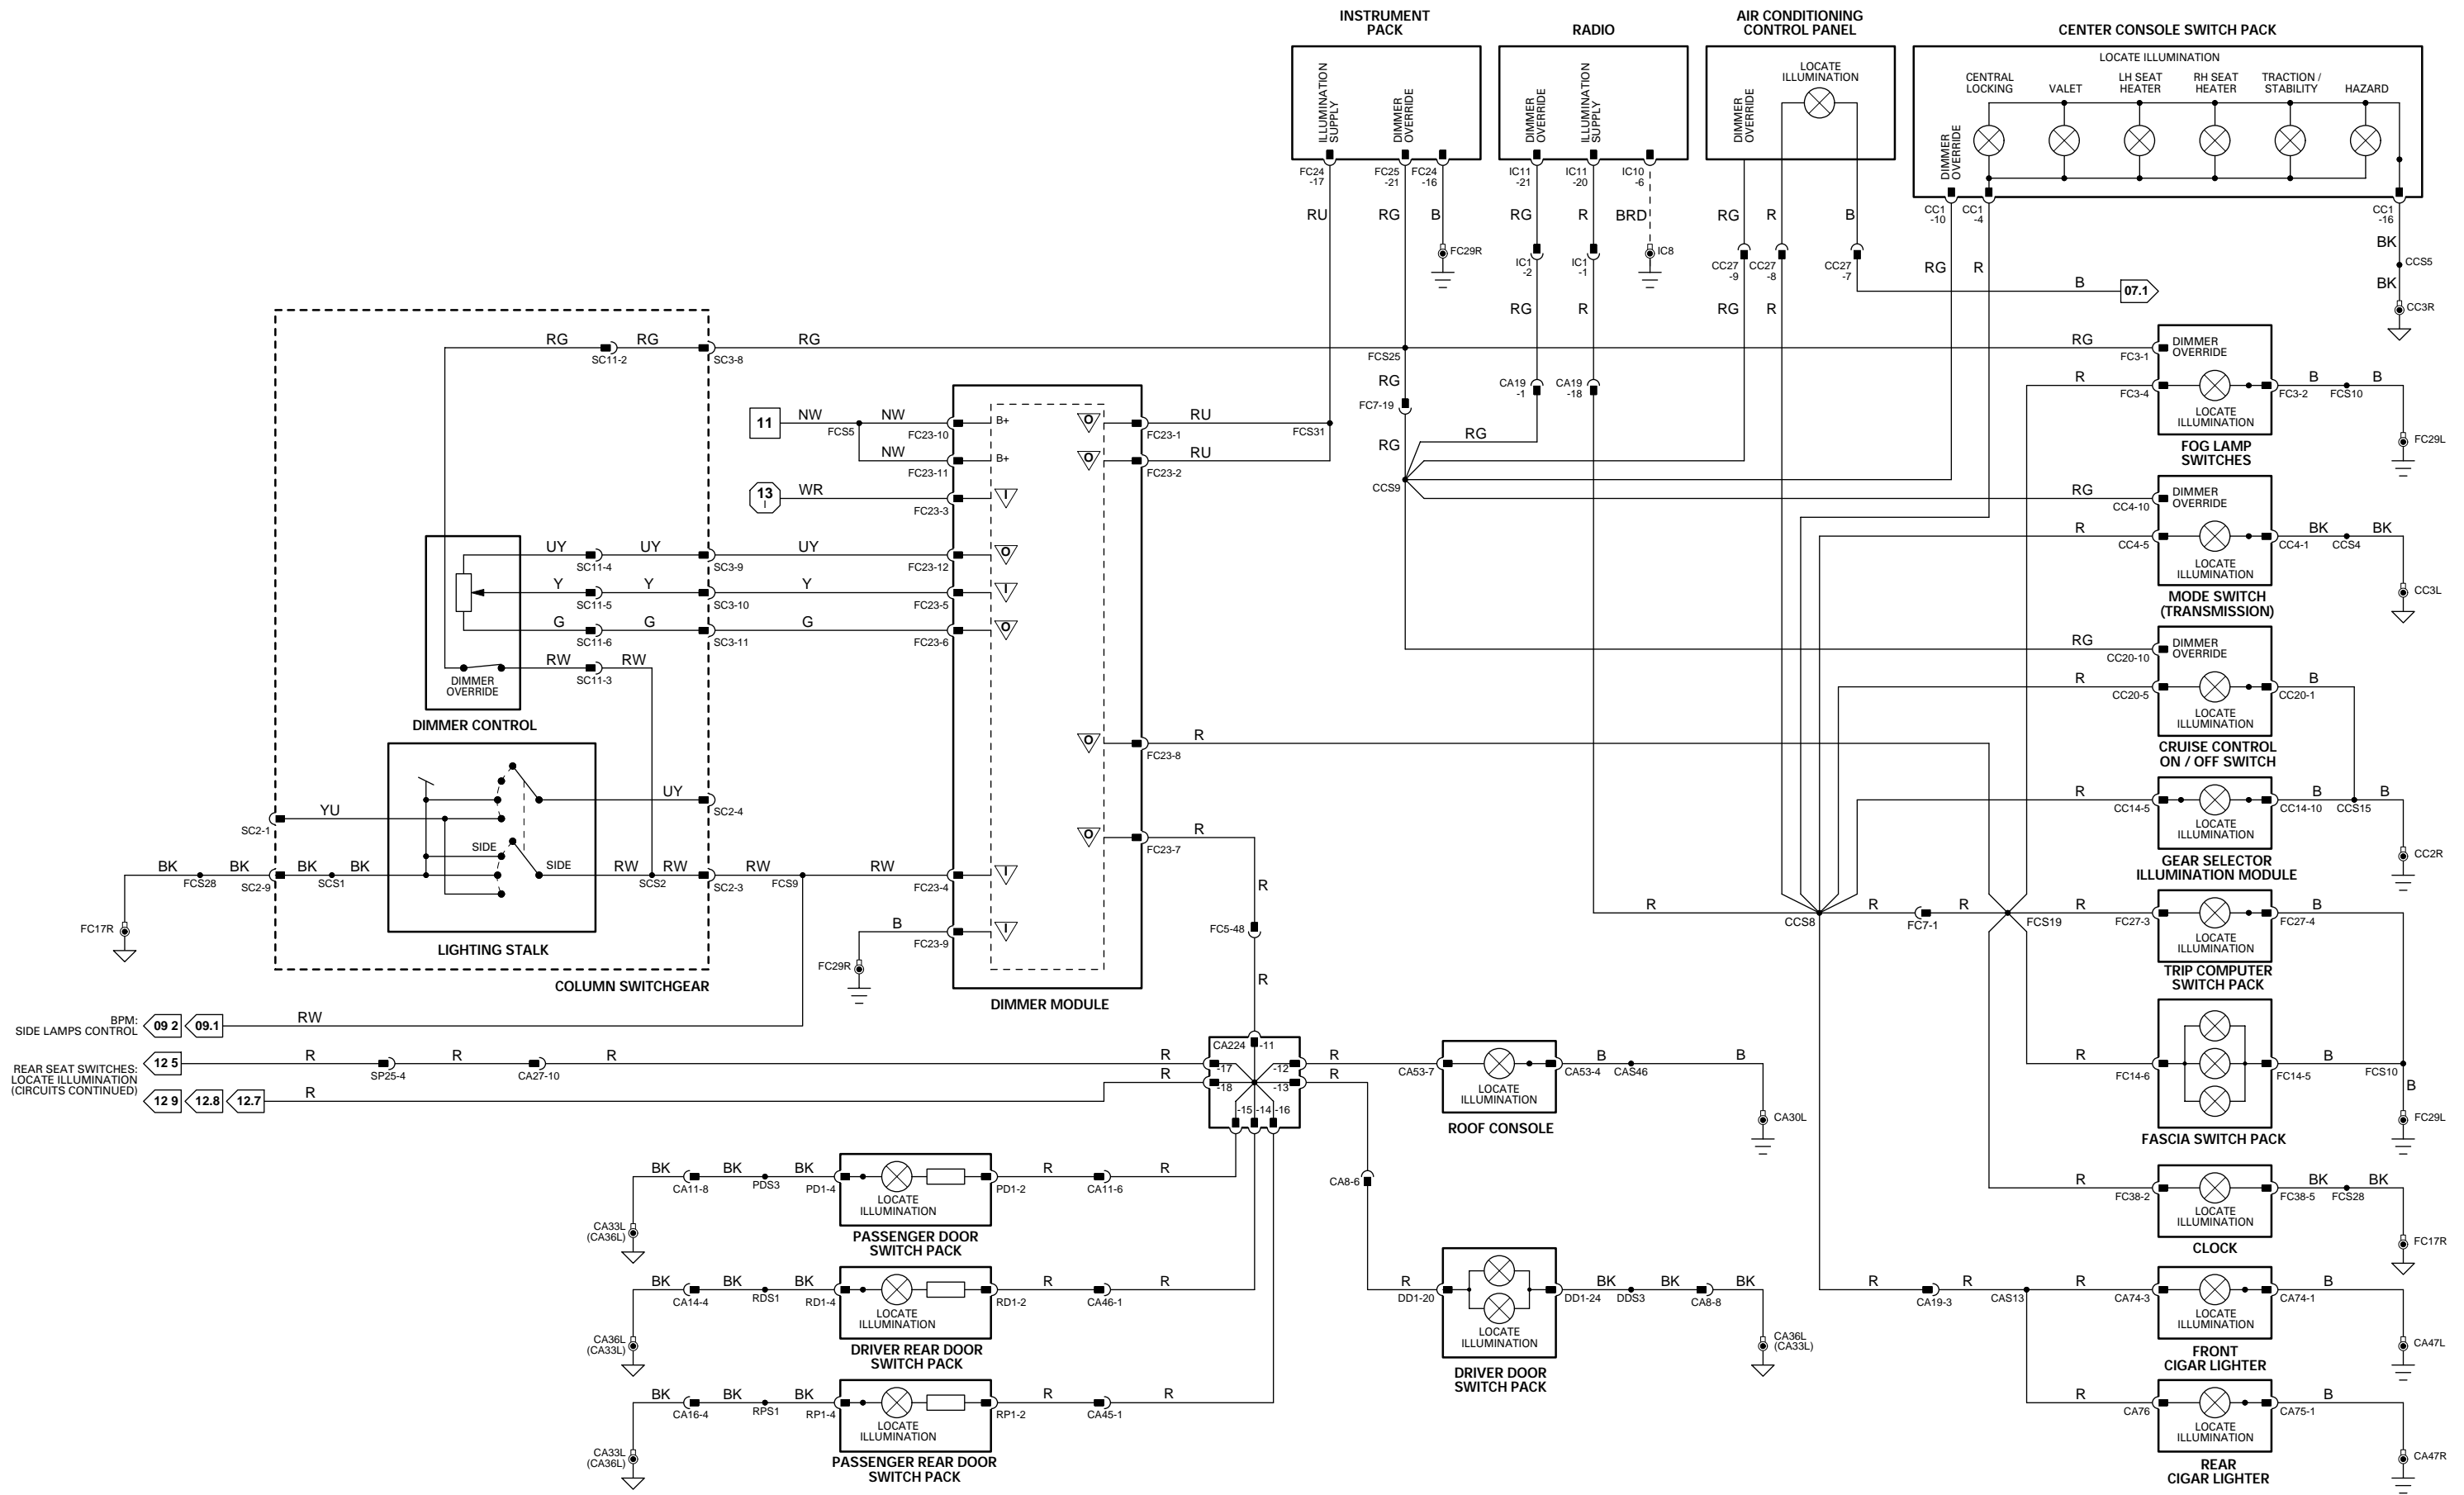 INSTRUMENT
PACK
RADIO
AIR CONDITIONING
CONTROL PANEL
CENTER CONSOLE SWITCH PACK
ILLUMINATION
SUPPLY
DIMMER
OVERRIDE
DIMMER
OVERRIDE
ILLUMINATION
SUPPLY
DIMMER
OVERRIDE
LOCATE
ILLUMINATION
LOCATE ILLUMINATION
CENTRAL
LOCKING
VALET
LH SEAT
HEATER
RH SEAT
HEATER
TRACTION /
STABILITY
HAZARD
DIMMER
OVERRIDE
FC24
-17
FC25
-21
FC24
-16
IC11
-21
IC11
-20
IC10
-6
CC1
-10
CC1
-4
CC1
-16
RU
RG
B
RG
R
BRD
RG
R
B
RG
R
BK
CCS5
BK
CC3R
FC29R
IC1
-2
IC1
-1
IC8
CC27
-9
CC27
-8
CC27
-7
B
07.1
RG
R
RG
R
RG
SC11-2
RG
SC3-8
RG
FCS25
RG
FC3-1
DIMMER
OVERRIDE
R
FC3-4
LOCATE
ILLUMINATION
FC3-2
B
FCS10
B
FC29L
FOG LAMP
SWITCHES
RG
FC7-19
RG
CA19
-1
CA19
-18
RG
CCS9
11
NW
FCS5
NW
FC23-10
B+
NW
FC23-11
B+
O
FC23-1
RU
FCS31
O
FC23-2
RU
13
I
WR
FC23-3
I
RG
CC4-10
DIMMER
OVERRIDE
R
CC4-5
LOCATE
ILLUMINATION
CC4-1
BK
CCS4
BK
CC3L
MODE SWITCH
(TRANSMISSION)
UY
SC11-4
UY
SC3-9
UY
FC23-12
O
Y
SC11-5
Y
SC3-10
Y
FC23-5
I
G
SC11-6
G
SC3-11
G
FC23-6
O
RW
SC11-3
RW
DIMMER
OVERRIDE
DIMMER CONTROL
RG
CC20-10
DIMMER
OVERRIDE
R
CC20-5
LOCATE
ILLUMINATION
CC20-1
B
CRUISE CONTROL
ON / OFF SWITCH
O
FC23-8
R
R
CC14-5
LOCATE
ILLUMINATION
CC14-10
B
CCS15
B
CC2R
GEAR SELECTOR
ILLUMINATION MODULE
UY
SC2-4
YU
SC2-1
SIDE
SIDE
BK
FCS28
BK
SC2-9
BK
SCS1
BK
RW
SCS2
RW
SC2-3
RW
FCS9
RW
FC23-4
I
O
FC23-7
R
R
FC17R
LIGHTING STALK
COLUMN SWITCHGEAR
B
FC23-9
I
FC29R
DIMMER MODULE
FC5-48
R
R
CCS8
R
FC7-1
R
FCS19
R
FC27-3
LOCATE
ILLUMINATION
FC27-4
B
TRIP COMPUTER
SWITCH PACK
BPM:
SIDE LAMPS CONTROL
09 2
09.1
RW
REAR SEAT SWITCHES:
LOCATE ILLUMINATION
(CIRCUITS CONTINUED)
12 5
R
SP25-4
R
CA27-10
R
R
12 9
12.8
12.7
R
R
CA224
-11
-17
-12
-18
-13
-15
-14
-16
R
R
CA53-7
LOCATE
ILLUMINATION
CA53-4
B
CAS46
B
CA30L
ROOF CONSOLE
R
FC14-6
FC14-5
B
FCS10
B
FC29L
FASCIA SWITCH PACK
BK
CA11-8
BK
PDS3
BK
PD1-4
LOCATE
ILLUMINATION
PD1-2
R
CA11-6
R
CA33L
(CA36L)
PASSENGER DOOR
SWITCH PACK
CA8-6
R
FC38-2
LOCATE
ILLUMINATION
FC38-5
BK
FCS28
BK
FC17R
CLOCK
BK
CA14-4
BK
RDS1
BK
RD1-4
LOCATE
ILLUMINATION
RD1-2
R
CA46-1
R
CA36L
(CA33L)
DRIVER REAR DOOR
SWITCH PACK
R
DD1-20
LOCATE
ILLUMINATION
DD1-24
BK
DDS3
BK
CA8-8
BK
CA36L
(CA33L)
DRIVER DOOR
SWITCH PACK
R
CA19-3
R
CAS13
R
CA74-3
LOCATE
ILLUMINATION
CA74-1
B
CA47L
FRONT
CIGAR LIGHTER
BK
CA16-4
BK
RPS1
BK
RP1-4
LOCATE
ILLUMINATION
RP1-2
R
CA45-1
R
CA33L
(CA36L)
PASSENGER REAR DOOR
SWITCH PACK
R
CA76
LOCATE
ILLUMINATION
CA75-1
B
CA47R
REAR
CIGAR LIGHTER